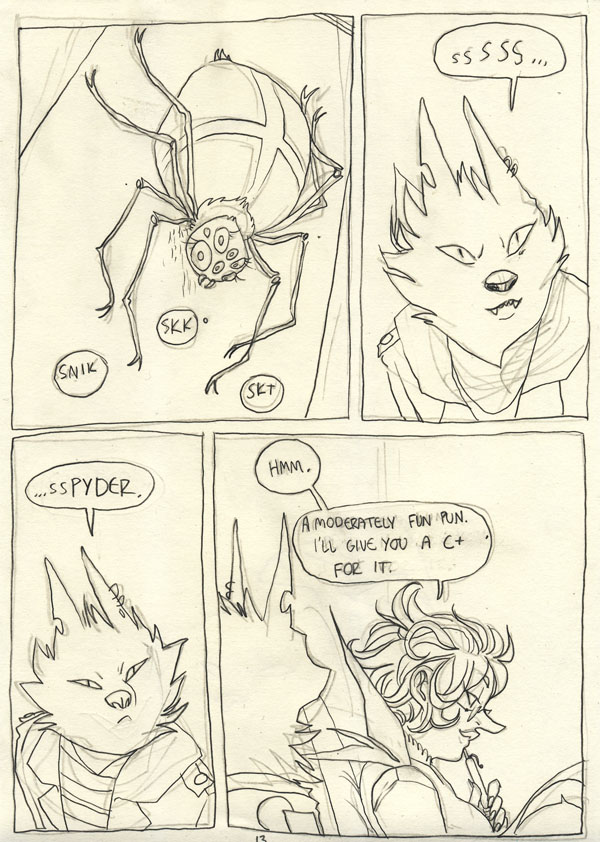 SNIK
SKK
SKT
SSSSS...
...SSPYDER.
HMM.
A MODERATELY FUN PUN.
I'LL GIVE YOU A C+
FOR IT.
13